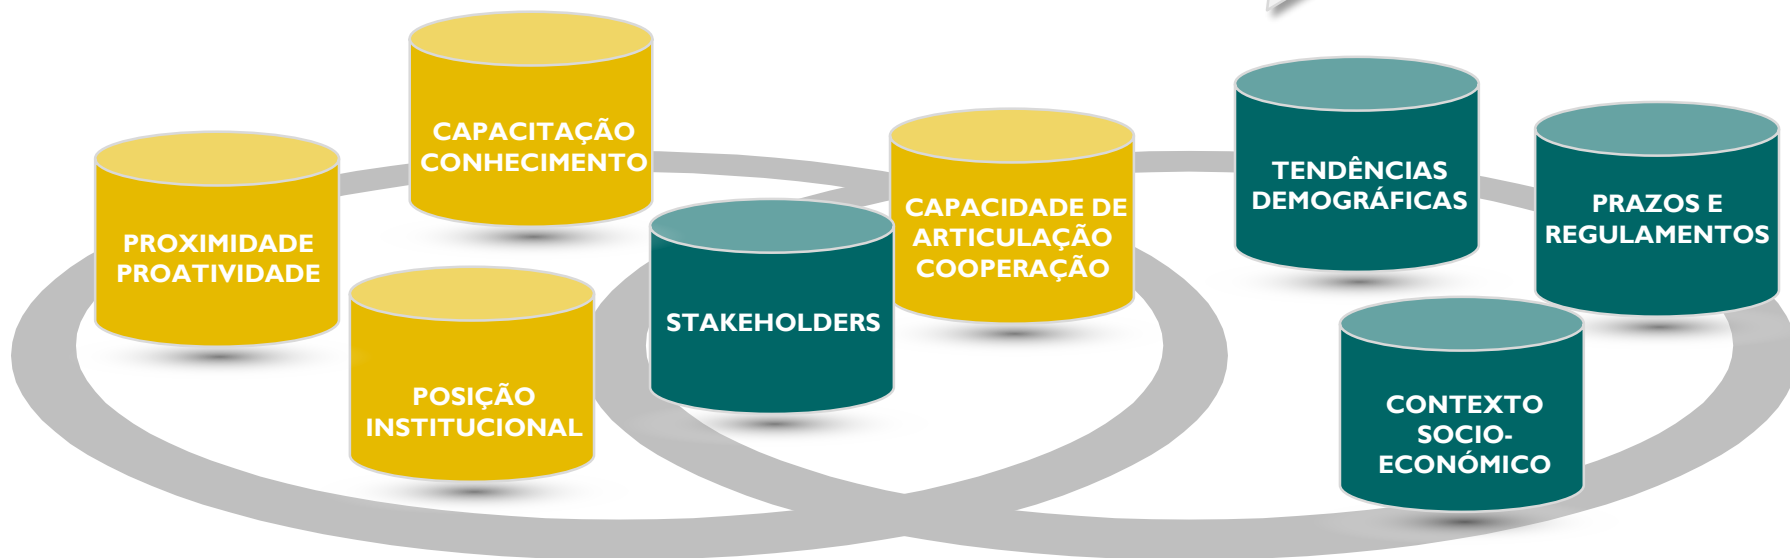 CAPACITAÇÃO
CONHECIMENTO
PROXIMIDADE
PROATIVIDADE
POSIÇÃO
INSTITUCIONAL
STAKEHOLDERS
CAPACIDADE DE
ARTICULAÇÃO
COOPERAÇÃO
TENDÊNCIAS
DEMOGRÁFICAS
PRAZOS E
REGULAMENTOS
CONTEXTO
SOCIO-
ECONÓMICO